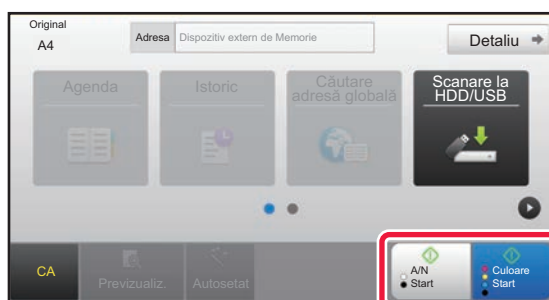 Original
A4
Adresa
Dispozitiv extern de Memorie
Detaliu
Agenda
Istoric
Căutare
adresă globală
Scanare la
HDD/USB
CA
Previzualiz.
Autosetat
A/N
Start
Culoare
Start